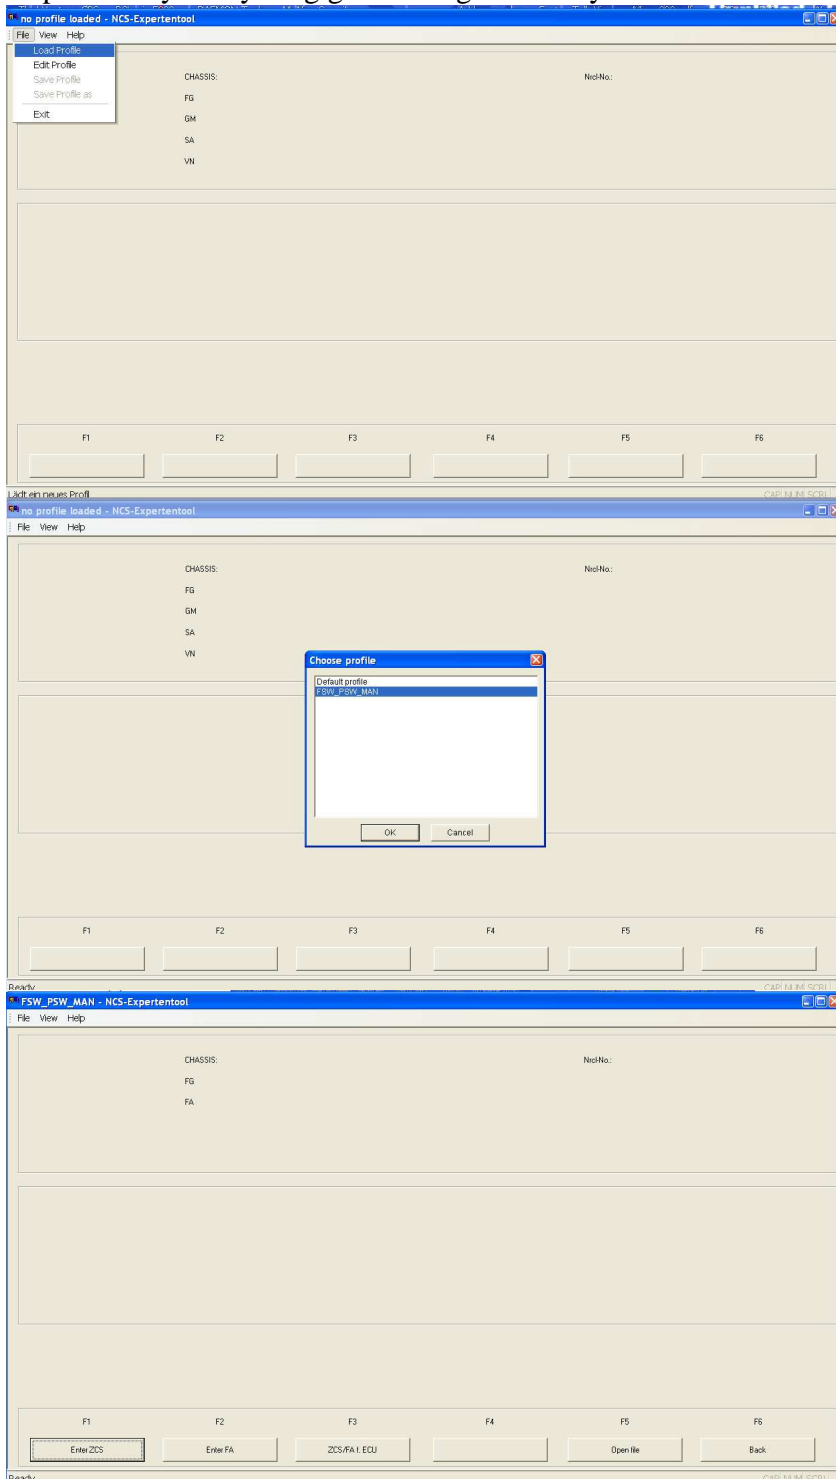 no profile loaded - NCS-Expertentool
File View Help
Load Profile
Edit Profile
Save Profile
Save Profile as
Exit
CHASSIS: Nrcl-No.:
FG
GM
SA
VN
F1 F2 F3 F4 F5 F6
Lädt ein neues Profil CAP NUM SCRL
no profile loaded - NCS-Expertentool
File View Help
CHASSIS: Nrcl-No.:
FG
GM
SA
VN
Choose profile
Default profile
FSW_PSW_MAN
OK Cancel
F1 F2 F3 F4 F5 F6
Ready CAP NUM SCRL
FSW_PSW_MAN - NCS-Expertentool
File View Help
CHASSIS: Nrcl-No.:
FG
FA
F1 F2 F3 F4 F5 F6
Enter ZCS Enter FA ZCS/FA f. ECU Open file Back
Ready CAP NUM SCRL